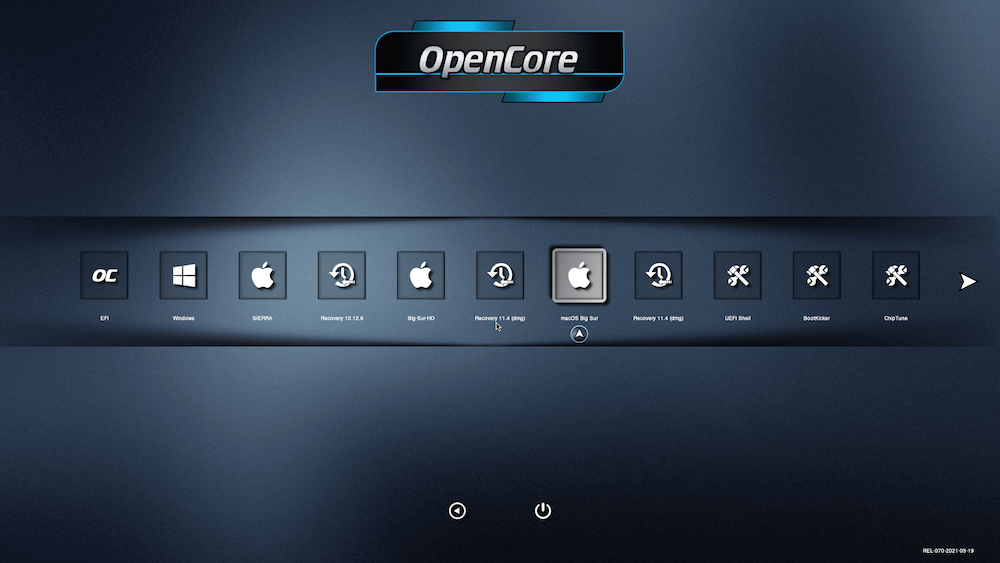 OpenCore
OC
EFI
Windows
SIERRA
Recovery 10.12.6
Big-Sur-HD
Recovery 11.4 (dmg)
macOS Big Sur
Recovery 11.4 (dmg)
UEFI Shell
BootKicker
ChipTune
REL-070-2021-05-19